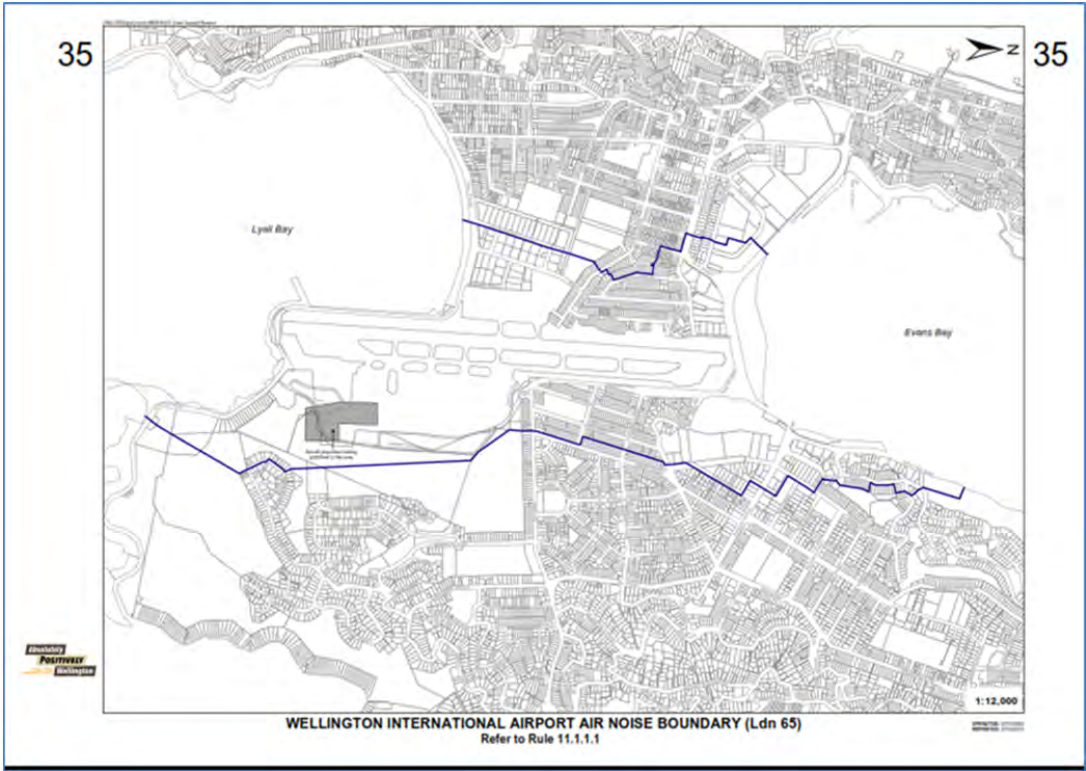 35
N
35
Lyall Bay
Evans Bay
Absolutely
POSITIVELY
Wellington
1:12,000
WELLINGTON INTERNATIONAL AIRPORT AIR NOISE BOUNDARY (Ldn 65)
Refer to Rule 11.1.1.1